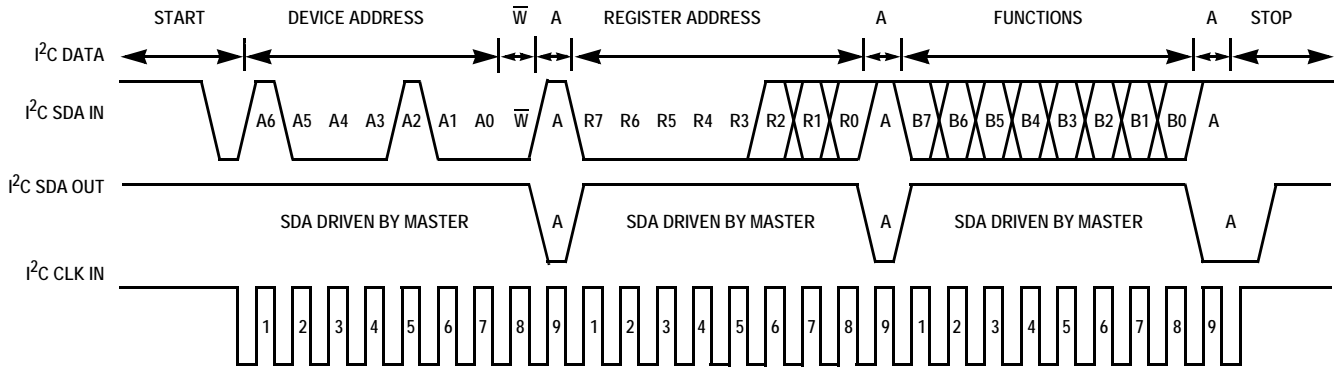 START DEVICE ADDRESS W̅ A REGISTER ADDRESS A FUNCTIONS A STOP
I²C DATA
I²C SDA IN A6 A5 A4 A3 A2 A1 A0 W̅ A R7 R6 R5 R4 R3 R2 R1 R0 A B7 B6 B5 B4 B3 B2 B1 B0 A
I²C SDA OUT
SDA DRIVEN BY MASTER A SDA DRIVEN BY MASTER A SDA DRIVEN BY MASTER A
I²C CLK IN
1 2 3 4 5 6 7 8 9 1 2 3 4 5 6 7 8 9 1 2 3 4 5 6 7 8 9